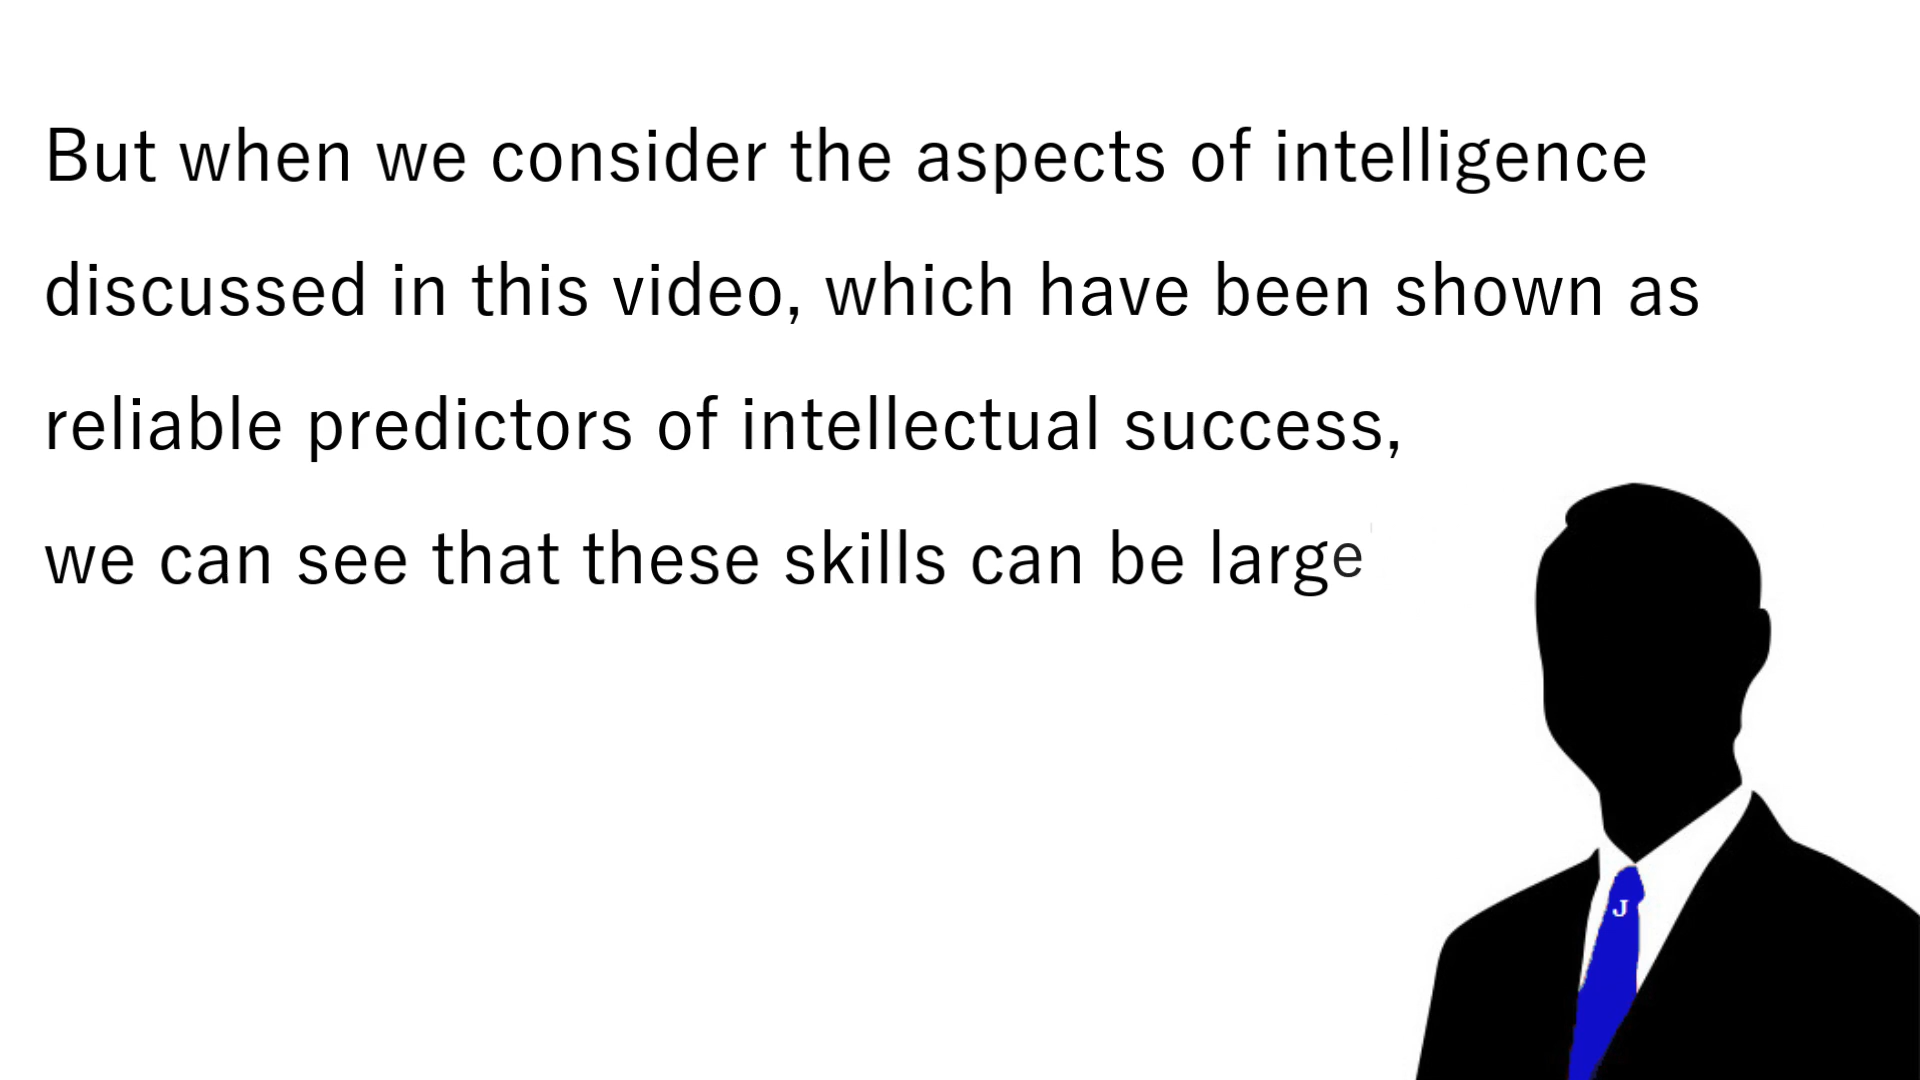 But when we consider the aspects of intelligence
discussed in this video, which have been shown as
reliable predictors of intellectual success,
we can see that these skills can be large
J